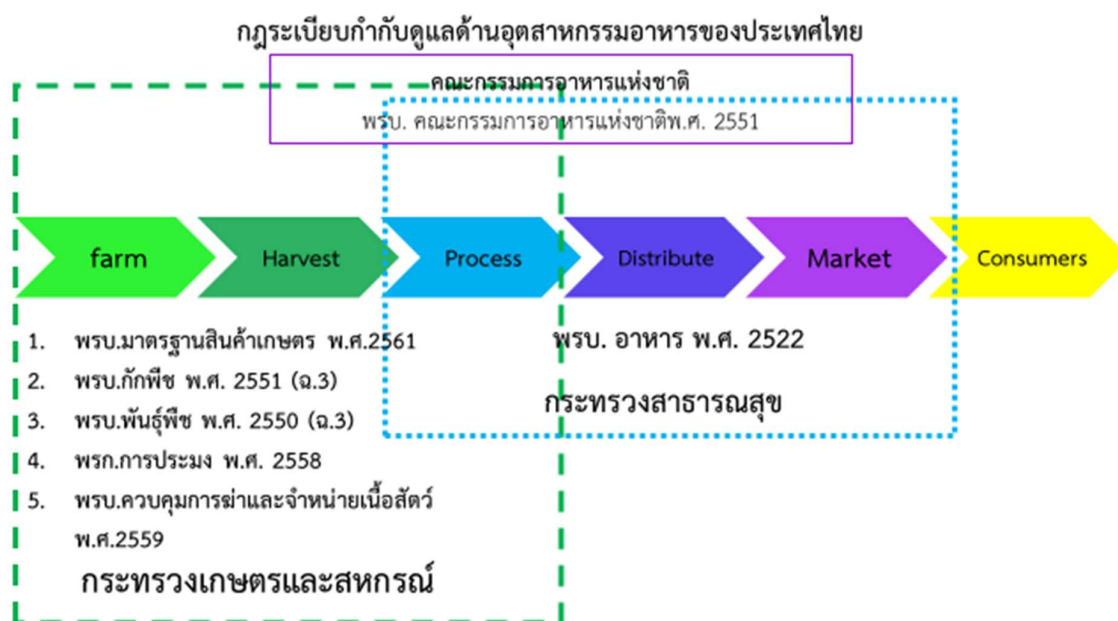 กฎระเบียบกำกับดูแลด้านอุตสาหกรรมอาหารของประเทศไทย
คณะกรรมการอาหารแห่งชาติ
พรบ. คณะกรรมการอาหารแห่งชาติพ.ศ. 2551
farm
Harvest
Process
Distribute
Market
Consumers
1. พรบ.มาตรฐานสินค้าเกษตร พ.ศ.2561
2. พรบ.กักพืช พ.ศ. 2551 (ฉ.3)
3. พรบ.พันธุ์พืช พ.ศ. 2550 (ฉ.3)
4. พรก.การประมง พ.ศ. 2558
5. พรบ.ควบคุมการฆ่าและจำหน่ายเนื้อสัตว์
พ.ศ.2559
กระทรวงเกษตรและสหกรณ์
พรบ. อาหาร พ.ศ. 2522
กระทรวงสาธารณสุข